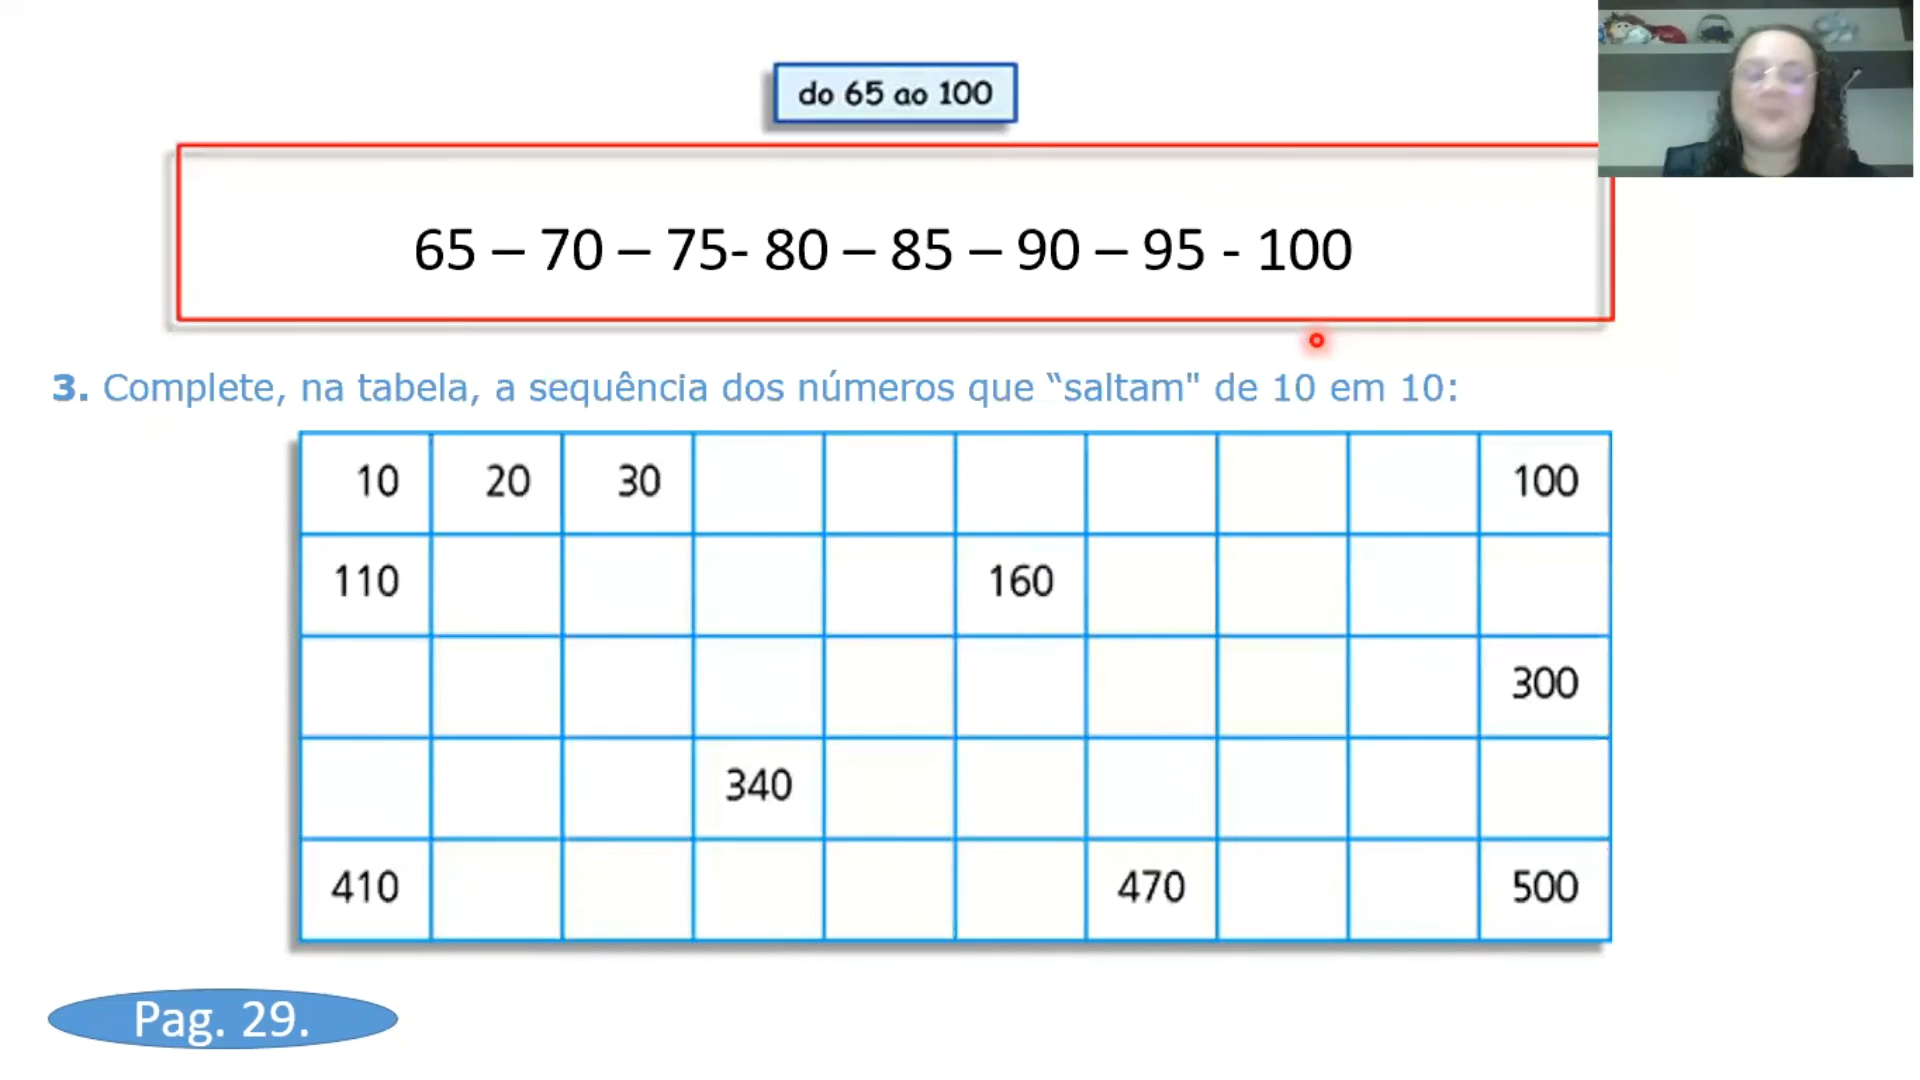 do 65 ao 100
65 – 70 – 75- 80 – 85 – 90 – 95 - 100
3. Complete, na tabela, a sequência dos números que “saltam" de 10 em 10:
10 20 30 100
110 160
300
340
410 470 500
Pag. 29.